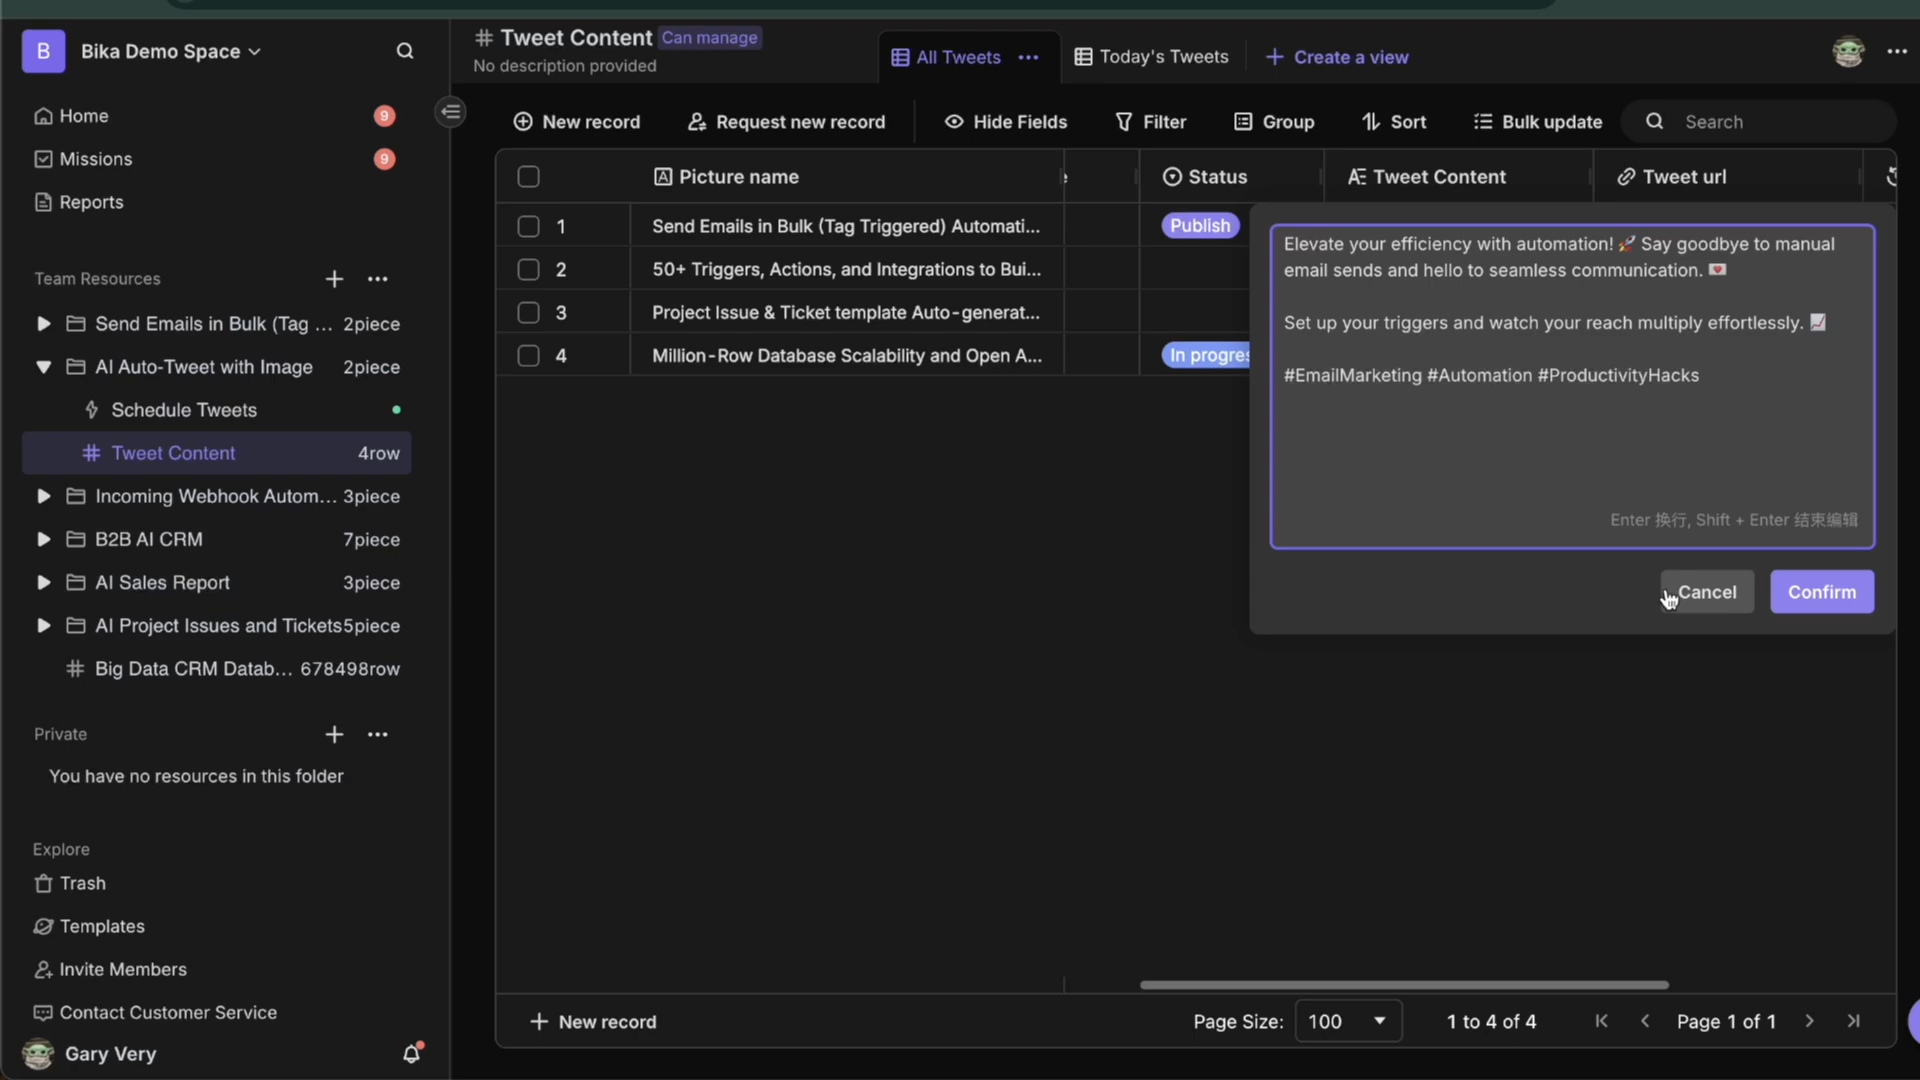 B
Bika Demo Space
Home
9
Missions
9
Reports
Team Resources
Send Emails in Bulk (Tag ... 2piece
AI Auto-Tweet with Image 2piece
Schedule Tweets
Tweet Content 4row
Incoming Webhook Autom... 3piece
B2B AI CRM 7piece
AI Sales Report 3piece
AI Project Issues and Tickets5piece
Big Data CRM Datab... 678498row
Private
You have no resources in this folder
Explore
Trash
Templates
Invite Members
Contact Customer Service
Gary Very
Tweet Content Can manage
No description provided
All Tweets
Today's Tweets
Create a view
New record
Request new record
Hide Fields
Filter
Group
Sort
Bulk update
Search
Picture name
Status
Tweet Content
Tweet url
1 Send Emails in Bulk (Tag Triggered) Automati... Publish
2 50+ Triggers, Actions, and Integrations to Bui...
3 Project Issue & Ticket template Auto-generat...
4 Million-Row Database Scalability and Open A... In progres
Elevate your efficiency with automation! 🚀 Say goodbye to manual
email sends and hello to seamless communication. 💌
Set up your triggers and watch your reach multiply effortlessly. 📈
#EmailMarketing #Automation #ProductivityHacks
Enter 换行, Shift + Enter 结束编辑
Cancel
Confirm
New record
Page Size: 100
1 to 4 of 4
Page 1 of 1